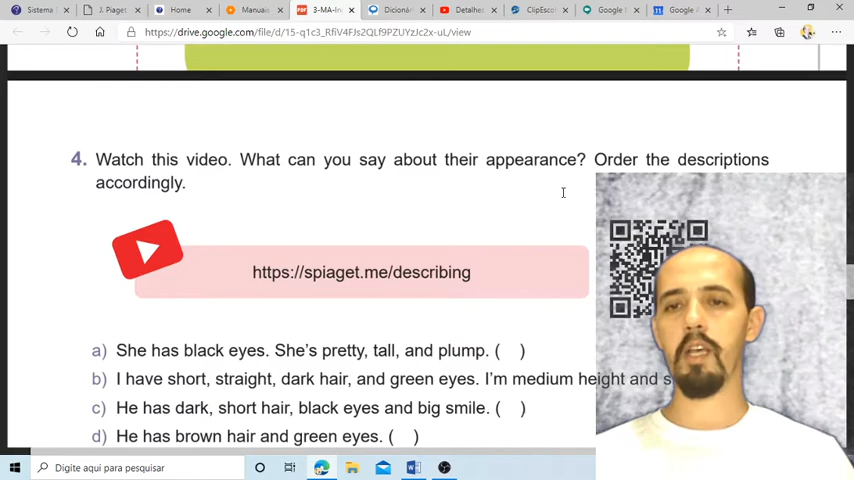 Sistema
J. Piaget
Home
Manuais
3-MA-In
Dicioná
Detalhe
ClipEsco
Google
Google
https://drive.google.com/file/d/15-q1c3_RfiV4FJs2QLf9PZUYzJc2x-uL/view
4. Watch this video. What can you say about their appearance? Order the descriptions
accordingly.
https://spiaget.me/describing
a) She has black eyes. She's pretty, tall, and plump. ( )
b) I have short, straight, dark hair, and green eyes. I'm medium height and s
c) He has dark, short hair, black eyes and big smile. ( )
d) He has brown hair and green eyes. ( )
Digite aqui para pesquisar